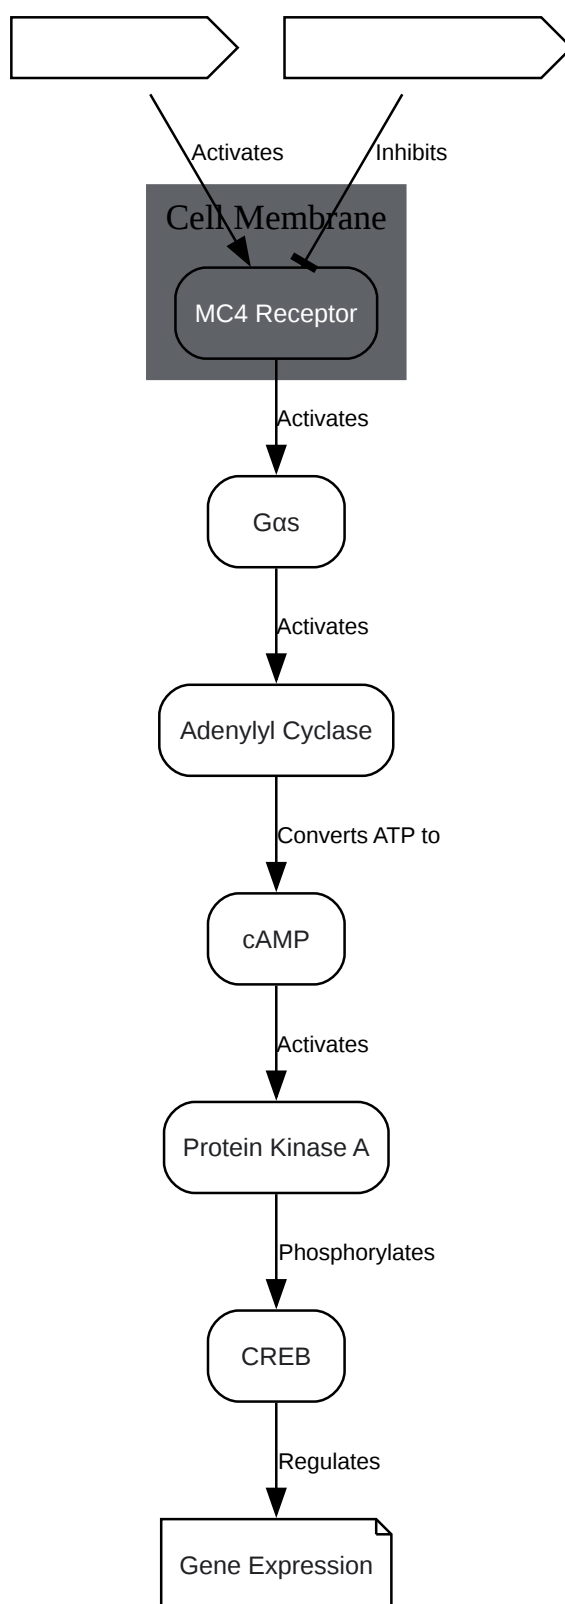 Activates
Inhibits
Cell Membrane
MC4 Receptor
Activates
Gαs
Activates
Adenylyl Cyclase
Converts ATP to
cAMP
Activates
Protein Kinase A
Phosphorylates
CREB
Regulates
Gene Expression